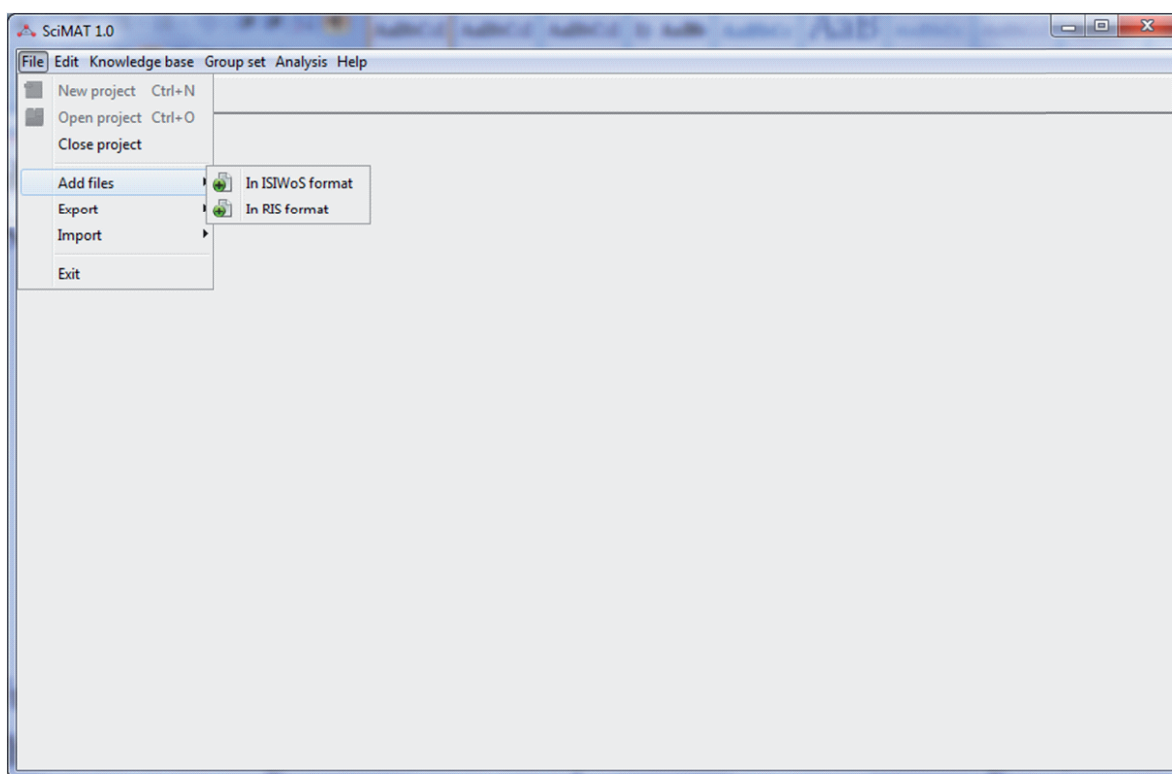 SciMAT 1.0
File Edit Knowledge base Group set Analysis Help
New project Ctrl+N
Open project Ctrl+O
Close project
Add files
In ISIWoS format
Export
In RIS format
Import
Exit